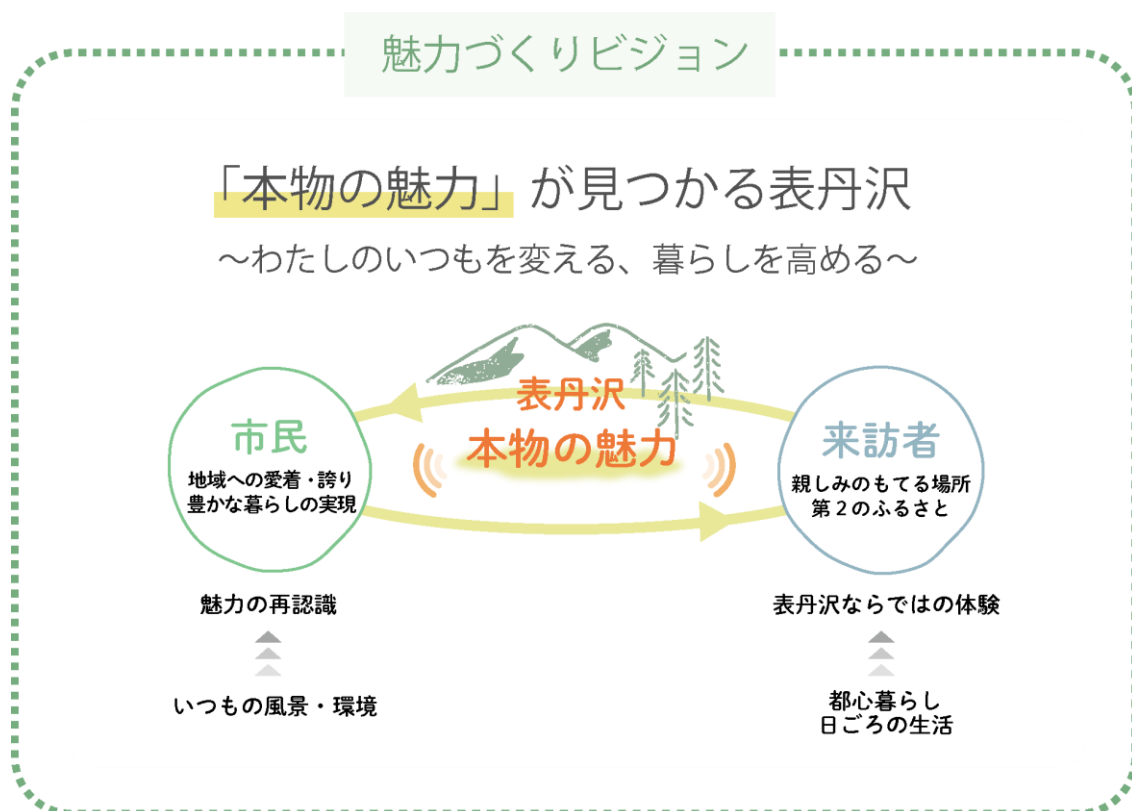 魅力づくりビジョン
「本物の魅力」が見つかる表丹沢
～わたしのいつもを変える、暮らしを高める～
表丹沢
本物の魅力
市民
地域への愛着・誇り
豊かな暮らしの実現
来訪者
親しみのもてる場所
第2のふるさと
魅力の再認識
いつもの風景・環境
表丹沢ならではの体験
都心暮らし
日ごろの生活